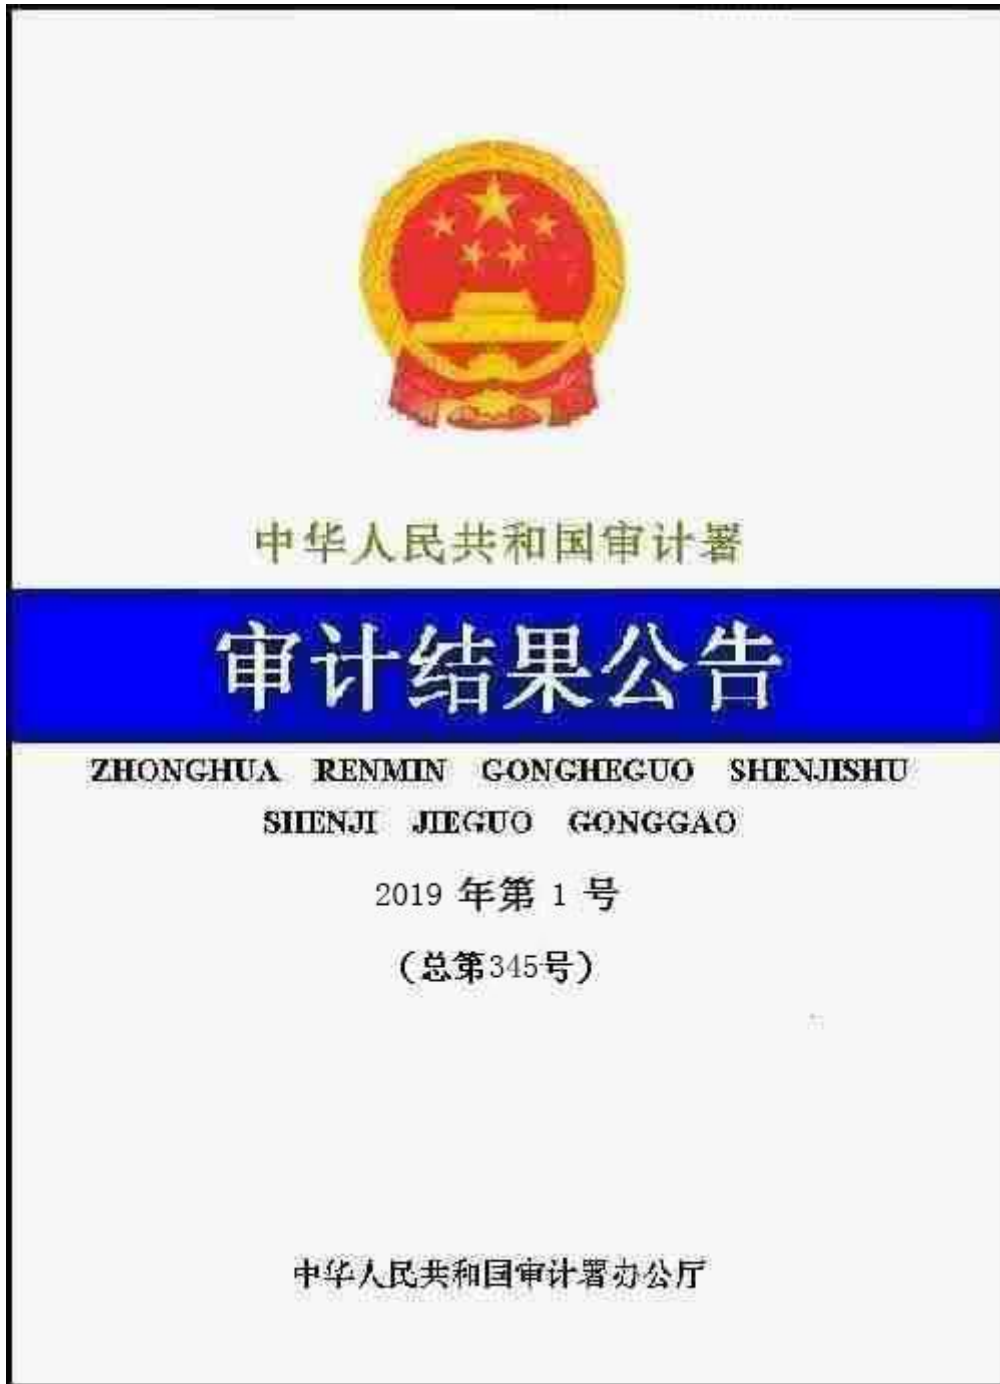 中华人民共和国审计署
审计结果公告
ZHONGHUA RENMIN GONGHEGUO SHENJISHU
SHENJI JIEGUO GONGGAO
2019 年第 1 号
（总第345号）
中华人民共和国审计署办公厅